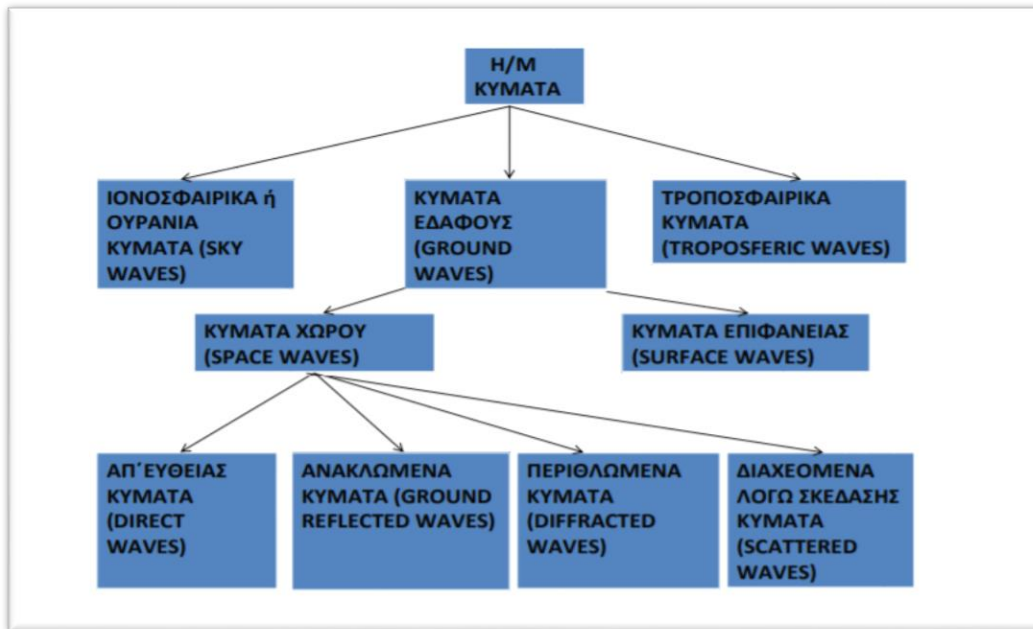 Η/Μ
ΚΥΜΑΤΑ
ΙΟΝΟΣΦΑΙΡΙΚΑ ή
ΟΥΡΑΝΙΑ
ΚΥΜΑΤΑ (SKY
WAVES)
ΚΥΜΑΤΑ
ΕΔΑΦΟΥΣ
(GROUND
WAVES)
ΤΡΟΠΟΣΦΑΙΡΙΚΑ
ΚΥΜΑΤΑ
(TROPOSFERIC WAVES)
ΚΥΜΑΤΑ ΧΩΡΟΥ
(SPACE WAVES)
ΚΥΜΑΤΑ ΕΠΙΦΑΝΕΙΑΣ
(SURFACE WAVES)
ΑΠ΄ΕΥΘΕΙΑΣ
ΚΥΜΑΤΑ
(DIRECT
WAVES)
ΑΝΑΚΛΩΜΕΝΑ
ΚΥΜΑΤΑ (GROUND
REFLECTED WAVES)
ΠΕΡΙΘΛΩΜΕΝΑ
ΚΥΜΑΤΑ
(DIFFRACTED
WAVES)
ΔΙΑΧΕΟΜΕΝΑ
ΛΟΓΩ ΣΚΕΔΑΣΗΣ
ΚΥΜΑΤΑ
(SCATTERED
WAVES)